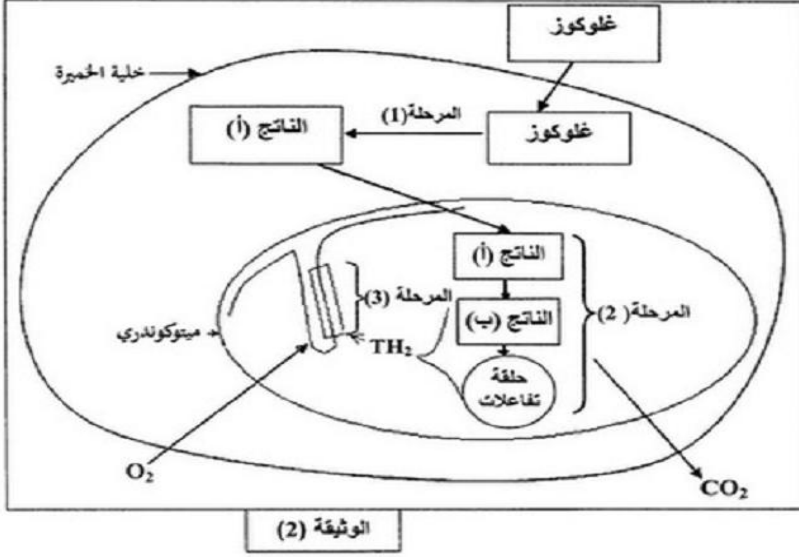 غلوكوز
خلية الخميرة
المرحلة(1)
الناتج (أ)
غلوكوز
الناتج (أ)
المرحلة (3)
المرحلة( 2)
الناتج (ب)
ميتوكوندري
TH₂
حلقة
تفاعلات
O₂
CO₂
الوثيقة (2)